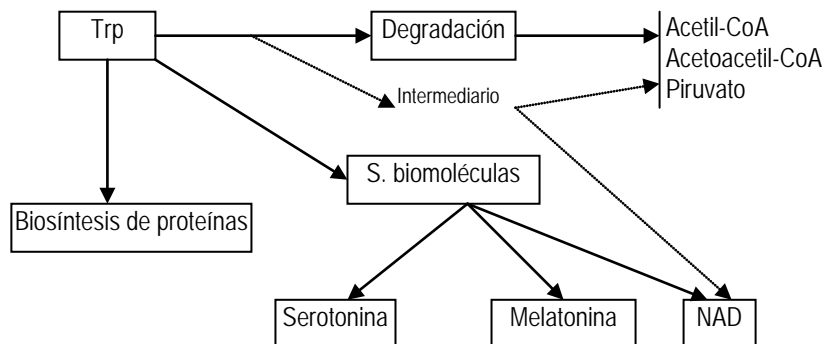 Trp
Degradación
Acetil-CoA
Acetoacetil-CoA
Piruvato
Intermediario
S. biomoléculas
Biosíntesis de proteínas
Serotonina
Melatonina
NAD